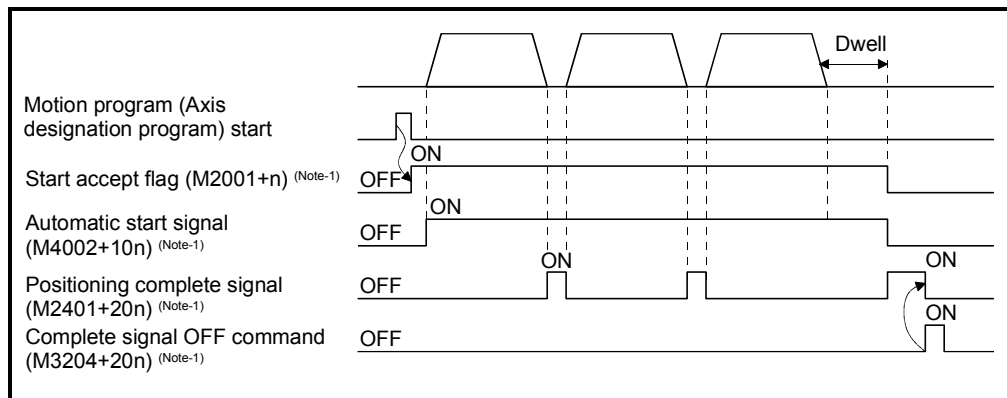 Dwell
Motion program (Axis
designation program) start
ON
Start accept flag (M2001+n) (Note-1)
OFF
ON
Automatic start signal
(M4002+10n) (Note-1)
OFF
ON
ON
Positioning complete signal
(M2401+20n) (Note-1)
OFF
ON
Complete signal OFF command
(M3204+20n) (Note-1)
OFF